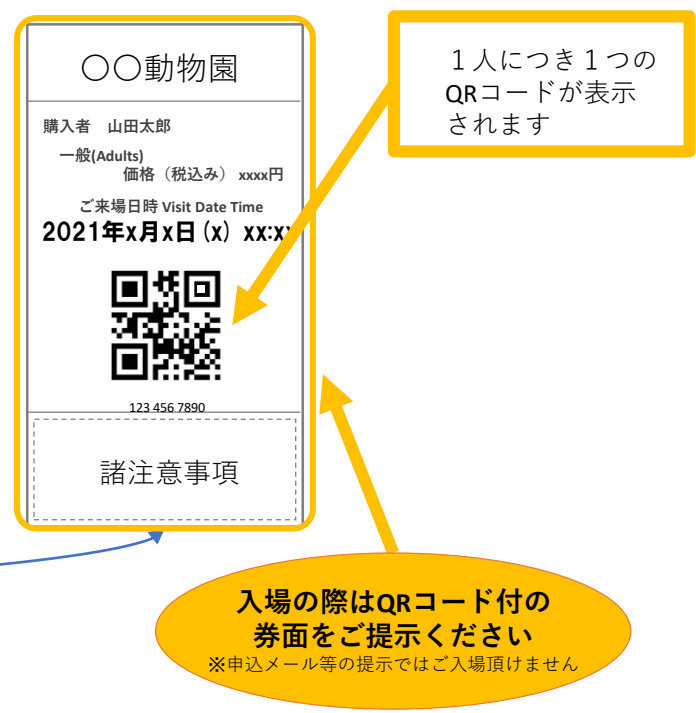 〇〇動物園
購入者 山田太郎
一般(Adults)
価格（税込み） xxxx円
ご来場日時 Visit Date Time
2021年x月x日（x） xx:x
123 456 7890
諸注意事項
１人につき１つの
QRコードが表示
されます
入場の際はQRコード付の
券面をご提示ください
※申込メール等の提示ではご入場頂けません